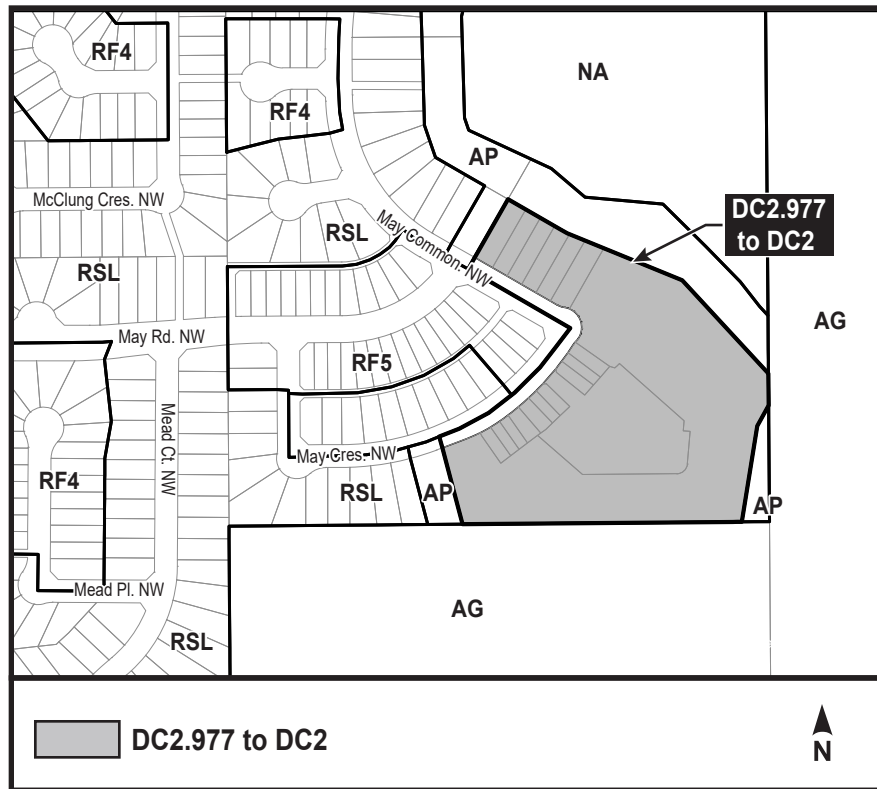 RF4
NA
RF4
AP
McClung Cres. NW
DC2.977
to DC2
RSL
May Common. NW
RSL
AG
May Rd. NW
RF5
Mead Ct. NW
May Cres. NW
RF4
RSL
AP
AP
Mead Pl. NW
AG
RSL
DC2.977 to DC2
N